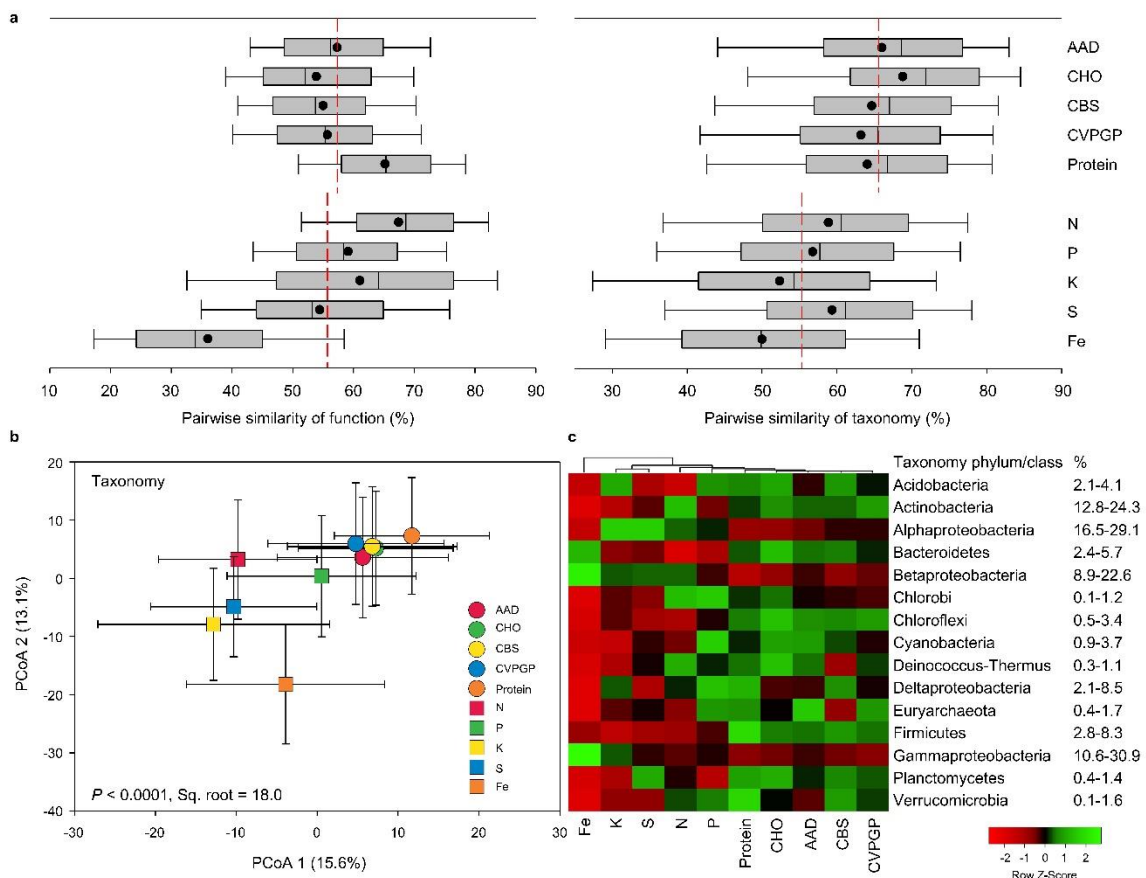 a
AAD
CHO
CBS
CVPGP
Protein
N
P
K
S
Fe
10 20 30 40 50 60 70 80 90
Pairwise similarity of function (%)
30 40 50 60 70 80 90
Pairwise similarity of taxonomy (%)
b
Taxonomy
20
10
0
-10
-20
-30
-40
PCoA 2 (13.1%)
AAD
CHO
CBS
CVPGP
Protein
N
P
K
S
Fe
P < 0.0001, Sq. root = 18.0
-30 -20 -10 0 10 20 30
PCoA 1 (15.6%)
c
Taxonomy phylum/class %
Acidobacteria 2.1-4.1
Actinobacteria 12.8-24.3
Alphaproteobacteria 16.5-29.1
Bacteroidetes 2.4-5.7
Betaproteobacteria 8.9-22.6
Chlorobi 0.1-1.2
Chloroflexi 0.5-3.4
Cyanobacteria 0.9-3.7
Deinococcus-Thermus 0.3-1.1
Deltaproteobacteria 2.1-8.5
Euryarchaeota 0.4-1.7
Firmicutes 2.8-8.3
Gammaproteobacteria 10.6-30.9
Planctomycetes 0.4-1.4
Verrucomicrobia 0.1-1.6
Fe K S N P Protein CHO AAD CBS CVPGP
-2 -1 0 1 2
Row Z-Score